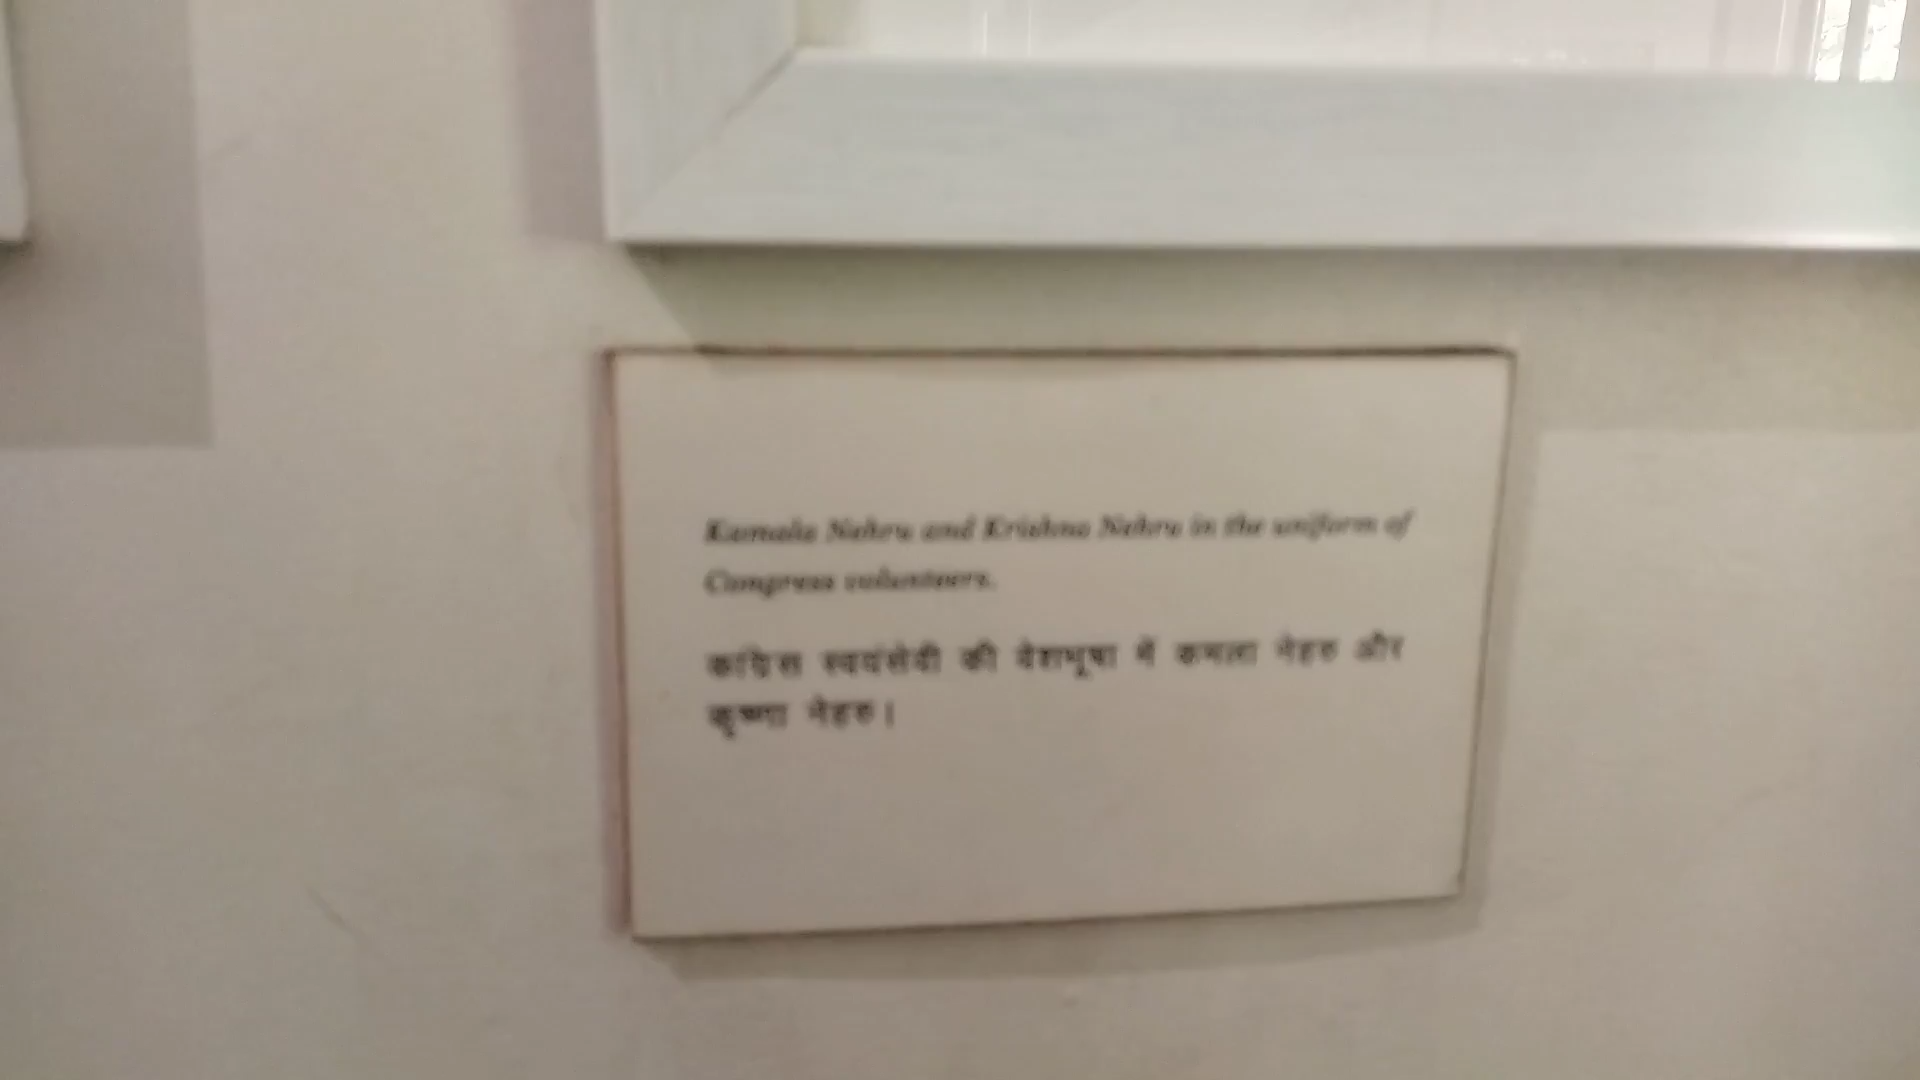 Kamala Nehru and Krishna Nehru in the uniform of
Congress volunteers.
कांग्रेस स्वयंसेवी की वेशभूषा में कमला नेहरु और
कृष्णा नेहरु।